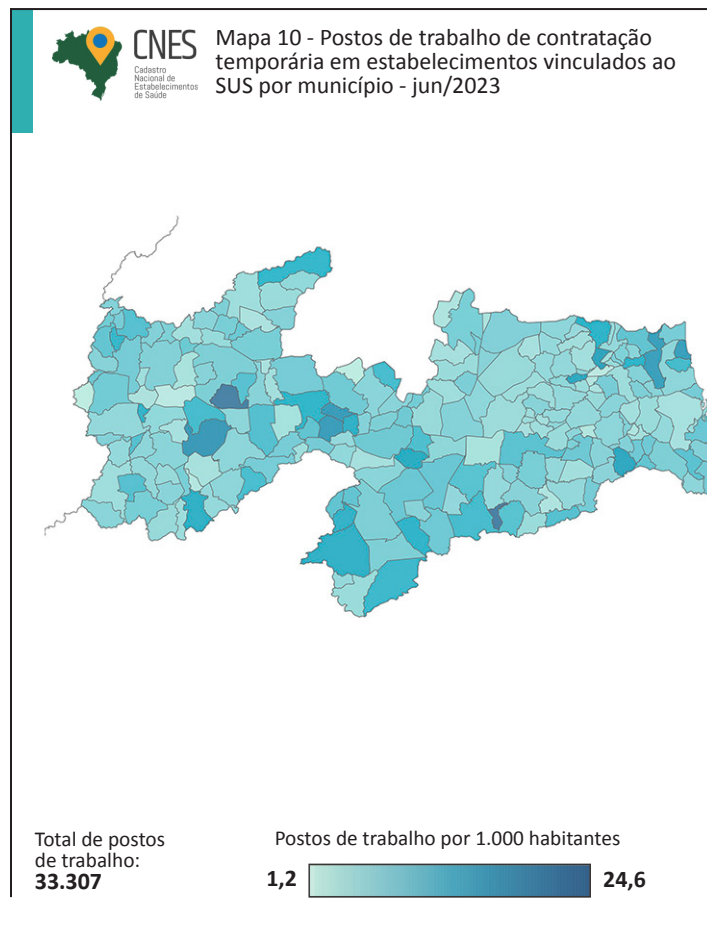 CNES
Cadastro
Nacional de
Estabelecimentos
de Saúde
Mapa 10 - Postos de trabalho de contratação
temporária em estabelecimentos vinculados ao
SUS por município - jun/2023
Total de postos
de trabalho:
33.307
Postos de trabalho por 1.000 habitantes
1,2
24,6